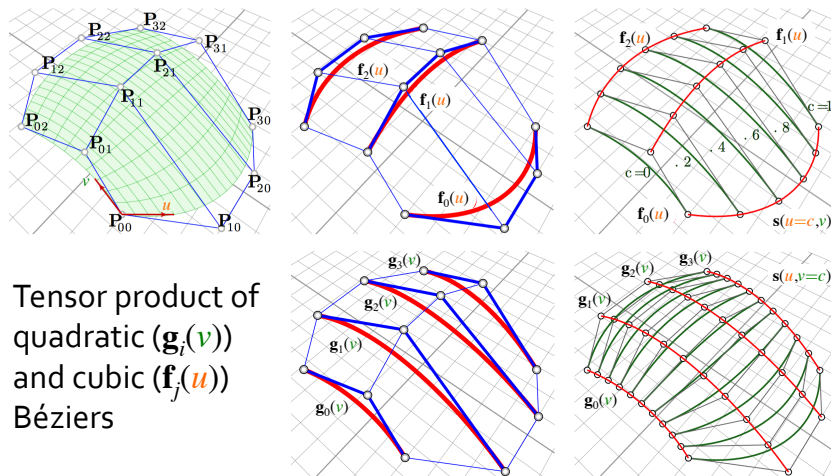 P₃₂
P₂₂
P₃₁
P₂₁
P₁₂
P₁₁
P₀₂
P₃₀
P₀₁
P₂₀
v
u
P₀₀
P₁₀
f₂(u)
f₁(u)
f₀(u)
f₂(u)
f₁(u)
c=1
.8
.6
.4
.2
c=0
f₀(u)
s(u=c,v)
Tensor product of
quadratic (gᵢ(v))
and cubic (fⱼ(u))
Béziers
g₃(v)
g₂(v)
g₁(v)
g₀(v)
g₃(v)
g₂(v)
s(u,v=c)
g₁(v)
g₀(v)